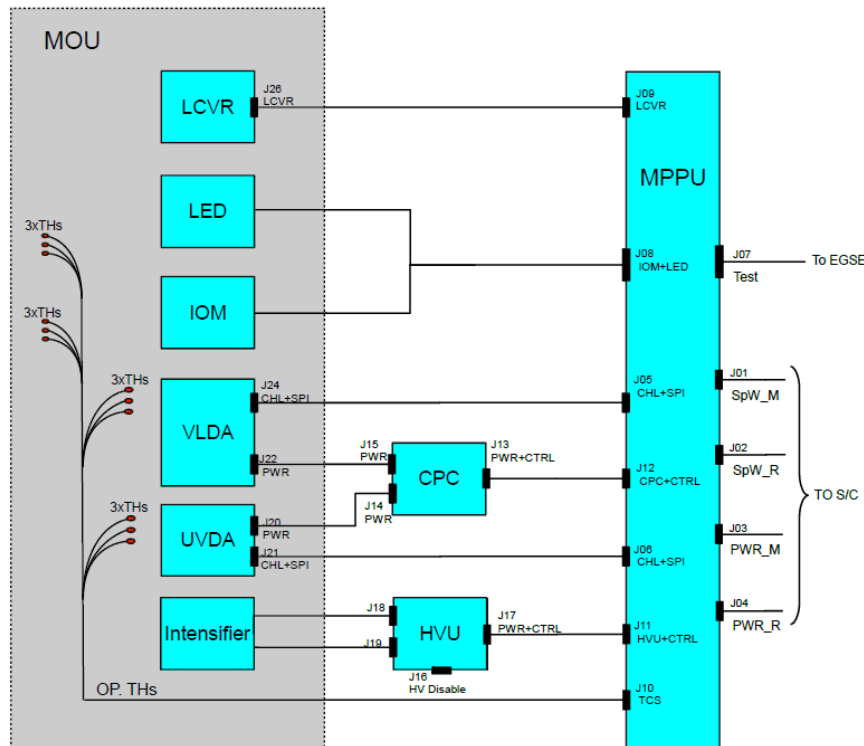 MOU
LCVR
J26
LCVR
J09
LCVR
MPPU
LED
IOM
J08
IOM+LED
J07
Test
To EGSE
3xTHs
3xTHs
3xTHs
VLDA
J24
CHL+SPI
J22
PWR
J05
CHL+SPI
J15
PWR
CPC
J13
PWR+CTRL
J14
PWR
J12
CPC+CTRL
3xTHs
UVDA
J20
PWR
J21
CHL+SPI
J06
CHL+SPI
J01
SpW_M
J02
SpW_R
J03
PWR_M
J04
PWR_R
TO S/C
Intensifier
J18
J19
HVU
J17
PWR+CTRL
J16
HV Disable
J11
HVU+CTRL
OP. THs
J10
TCS